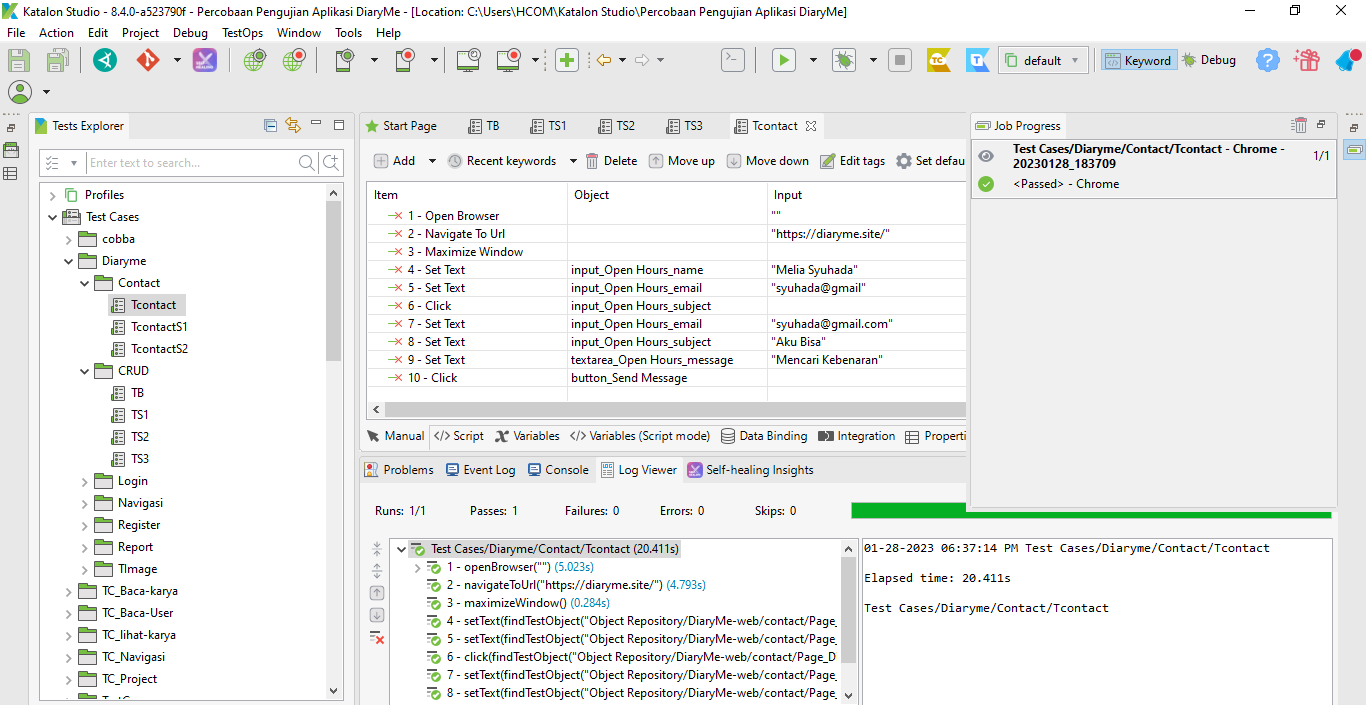 Katalon Studio - 8.4.0-a523790f - Percobaan Pengujian Aplikasi DiaryMe - [Location: C:\Users\HCOM\Katalon Studio\Percobaan Pengujian Aplikasi DiaryMe]
File Action Edit Project Debug TestOps Window Tools Help
TC T default Keyword Debug
Tests Explorer
Enter text to search...
Profiles
Test Cases
cobba
Diaryme
Contact
Tcontact
TcontactS1
TcontactS2
CRUD
TB
TS1
TS2
TS3
Login
Navigasi
Register
Report
TImage
TC_Baca-karya
TC_Baca-User
TC_lihat-karya
TC_Navigasi
TC_Project
Start Page TB TS1 TS2 TS3 Tcontact
Add Recent keywords Delete Move up Move down Edit tags Set defau
Item Object Input
1 - Open Browser ""
2 - Navigate To Url "https://diaryme.site/"
3 - Maximize Window
4 - Set Text input_Open Hours_name "Melia Syuhada"
5 - Set Text input_Open Hours_email "syuhada@gmail"
6 - Click input_Open Hours_subject
7 - Set Text input_Open Hours_email "syuhada@gmail.com"
8 - Set Text input_Open Hours_subject "Aku Bisa"
9 - Set Text textarea_Open Hours_message "Mencari Kebenaran"
10 - Click button_Send Message
Manual </> Script Variables </> Variables (Script mode) Data Binding Integration Properti
Job Progress
Test Cases/Diaryme/Contact/Tcontact - Chrome - 20230128_183709 1/1
<Passed> - Chrome
Problems Event Log Console Log Viewer Self-healing Insights
Runs: 1/1 Passes: 1 Failures: 0 Errors: 0 Skips: 0
Test Cases/Diaryme/Contact/Tcontact (20.411s)
1 - openBrowser("") (5.023s)
2 - navigateToUrl("https://diaryme.site/") (4.793s)
3 - maximizeWindow() (0.284s)
4 - setText(findTestObject("Object Repository/DiaryMe-web/contact/Page_
5 - setText(findTestObject("Object Repository/DiaryMe-web/contact/Page_
6 - click(findTestObject("Object Repository/DiaryMe-web/contact/Page_D
7 - setText(findTestObject("Object Repository/DiaryMe-web/contact/Page_
8 - setText(findTestObject("Object Repository/DiaryMe-web/contact/Page_
01-28-2023 06:37:14 PM Test Cases/Diaryme/Contact/Tcontact
Elapsed time: 20.411s
Test Cases/Diaryme/Contact/Tcontact